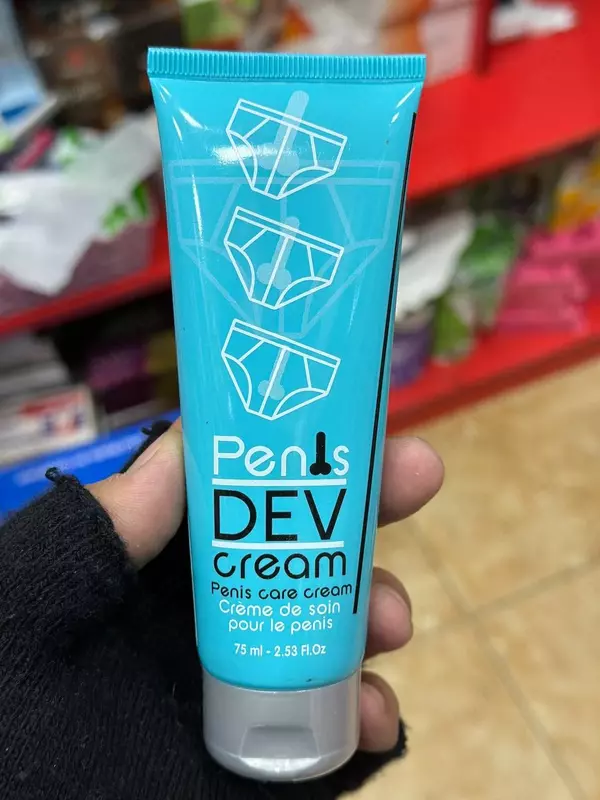 Penis
DEV
cream
Penis care cream
Crème de soin
pour le penis
75 ml - 2.53 Fl.Oz